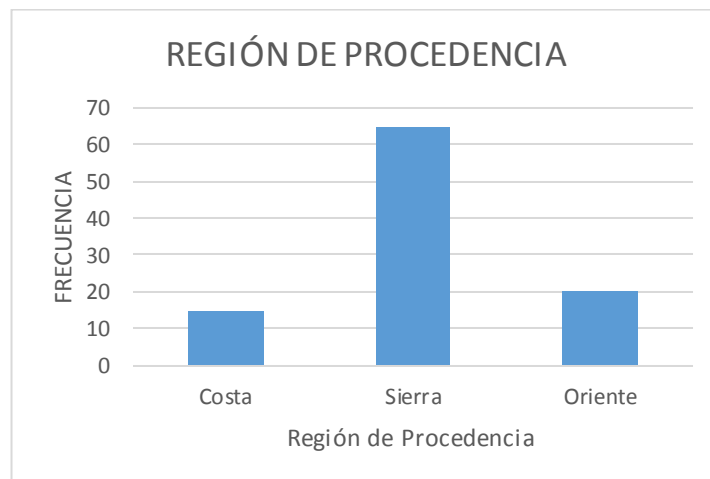 REGIÓN DE PROCEDENCIA
70
60
50
40
30
20
10
0
FRECUENCIA
Costa
Sierra
Oriente
Región de Procedencia